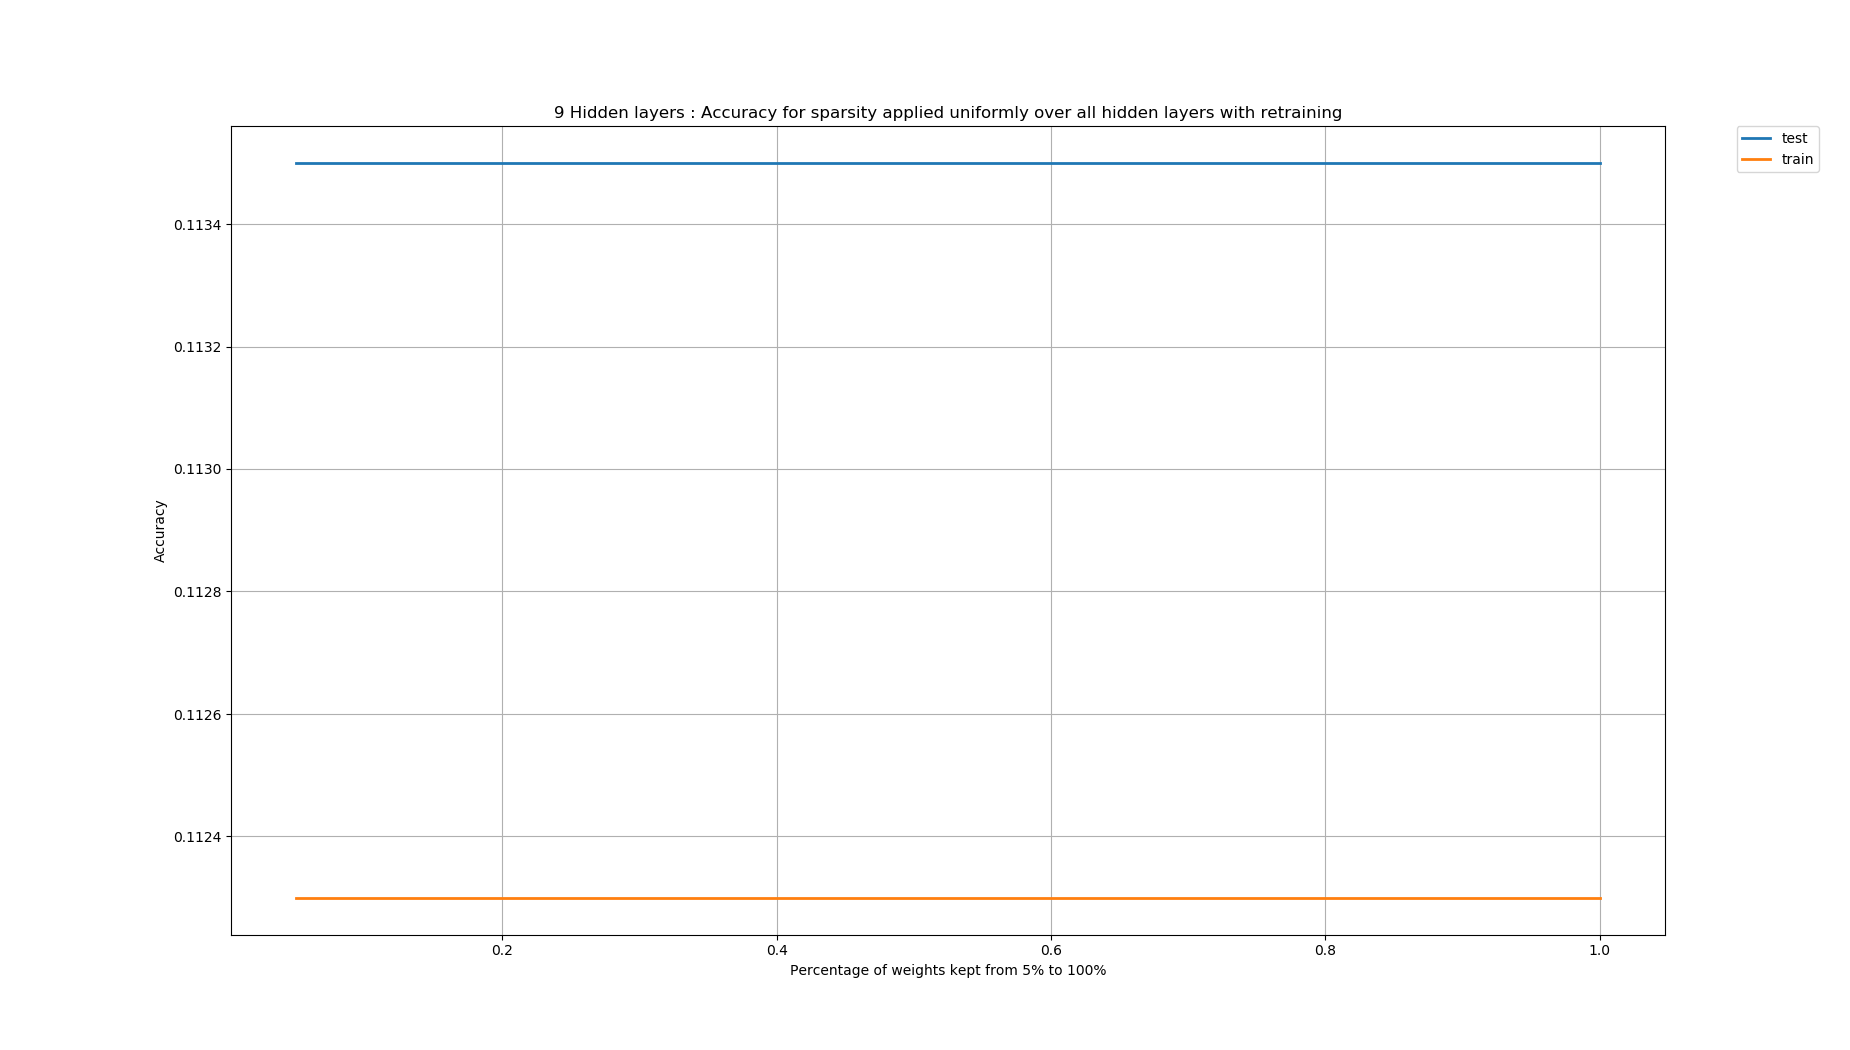 9 Hidden layers : Accuracy for sparsity applied uniformly over all hidden layers with retraining
test
train
0.1134
0.1132
0.1130
0.1128
0.1126
0.1124
Accuracy
0.2 0.4 0.6 0.8 1.0
Percentage of weights kept from 5% to 100%